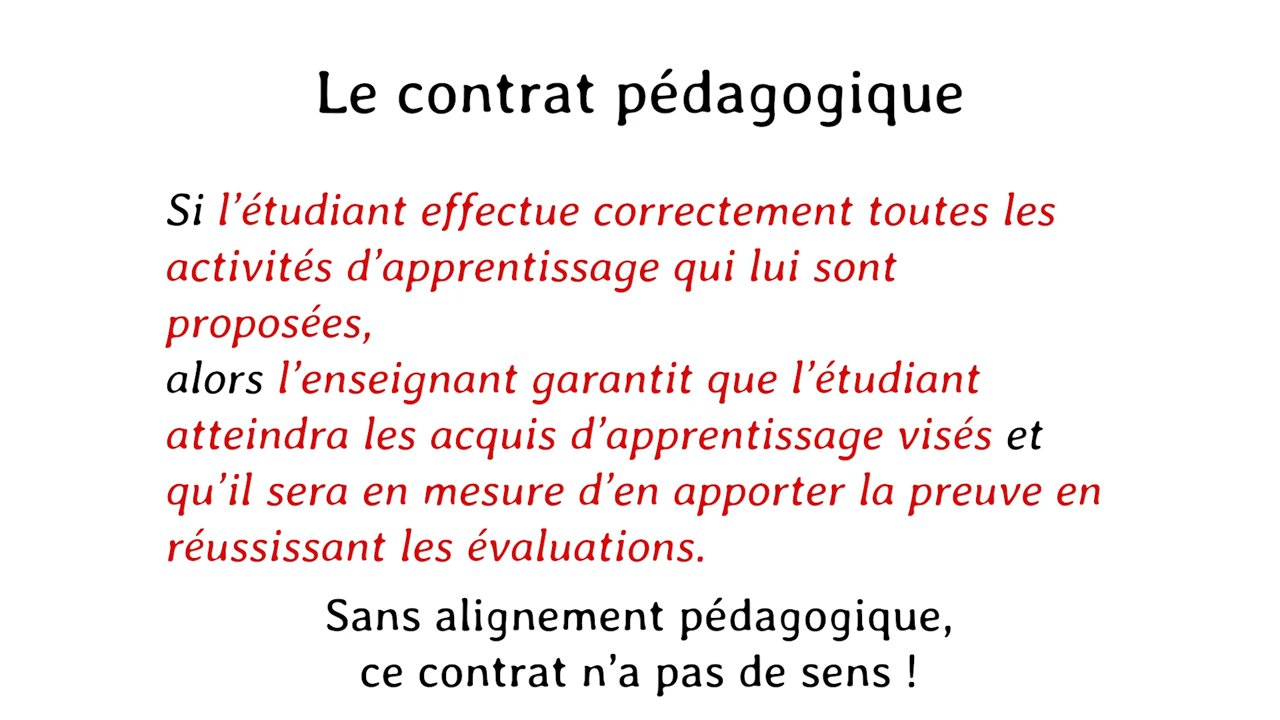 Le contrat pédagogique
Si l’étudiant effectue correctement toutes les
activités d’apprentissage qui lui sont
proposées,
alors l’enseignant garantit que l’étudiant
atteindra les acquis d’apprentissage visés et
qu’il sera en mesure d’en apporter la preuve en
réussissant les évaluations.
Sans alignement pédagogique,
ce contrat n’a pas de sens !